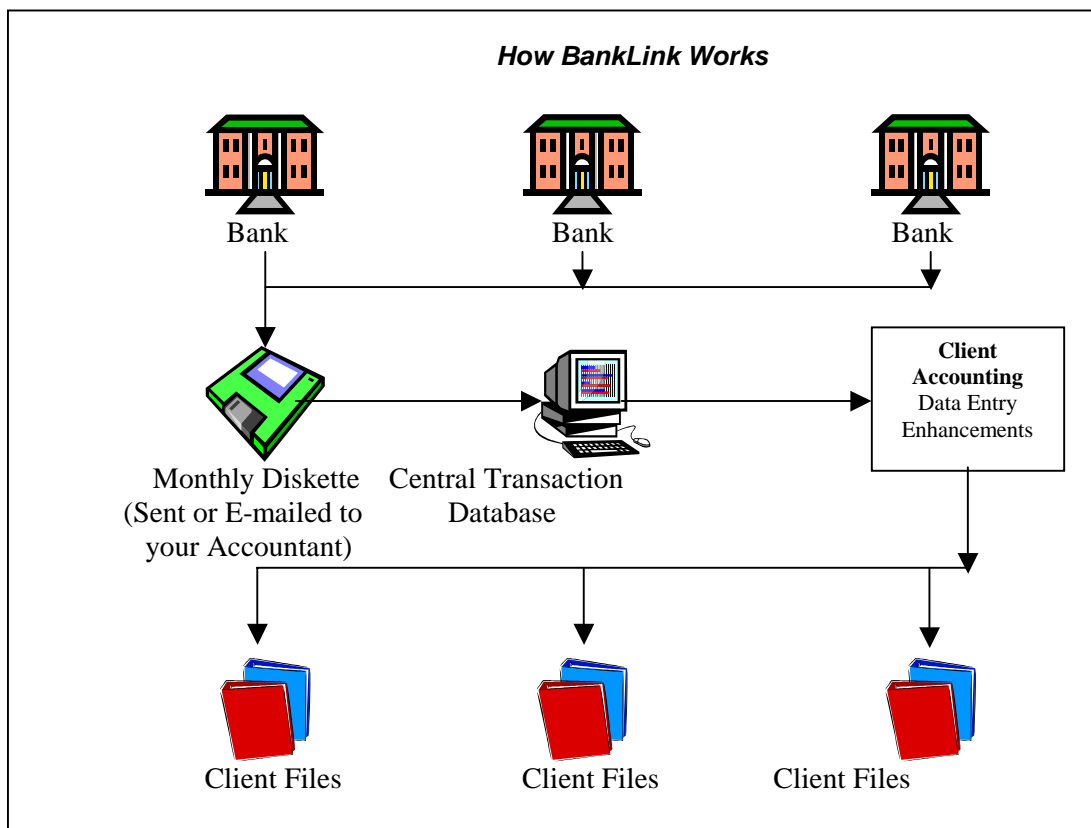 How BankLink Works
Bank
Bank
Bank
Client
Accounting
Data Entry
Enhancements
Monthly Diskette
(Sent or E-mailed to
your Accountant)
Central Transaction
Database
Client Files
Client Files
Client Files